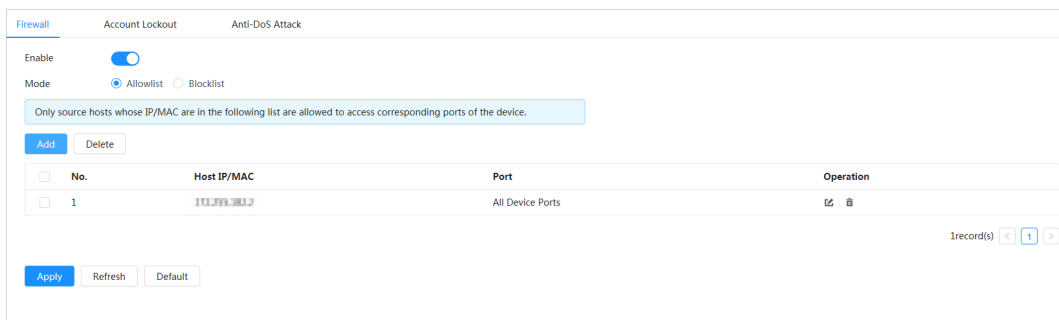 Firewall Account Lockout Anti-DoS Attack
Enable
Mode Allowlist Blocklist
Only source hosts whose IP/MAC are in the following list are allowed to access corresponding ports of the device.
Add Delete
No. Host IP/MAC Port Operation
1 All Device Ports
1record(s) < 1 >
Apply Refresh Default